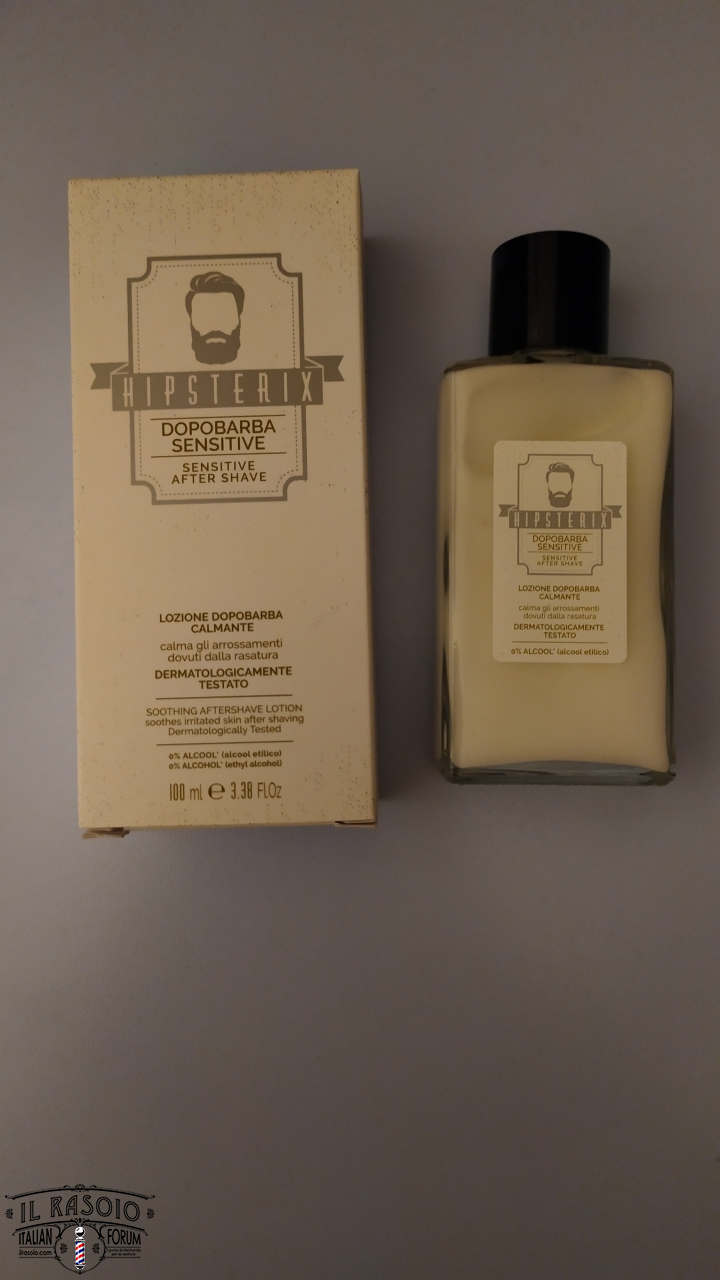 HIPSTERIX
DOPOBARBA
SENSITIVE
SENSITIVE
AFTER SHAVE
LOZIONE DOPOBARBA
CALMANTE
calma gli arrossamenti
dovuti dalla rasatura
DERMATOLOGICAMENTE
TESTATO
SOOTHING AFTERSHAVE LOTION
soothes irritated skin after shaving
Dermatologically Tested
0% ALCOOL* (alcool etilico)
0% ALCOHOL* (ethyl alcohol)
100 ml e 3.38 FLOz
HIPSTERIX
DOPOBARBA
SENSITIVE
SENSITIVE
AFTER SHAVE
LOZIONE DOPOBARBA
CALMANTE
calma gli arrossamenti
dovuti dalla rasatura
DERMATOLOGICAMENTE
TESTATO
0% ALCOOL* (alcool etilico)
IL RASOIO
ITALIAN FORUM
ilrasoio.com